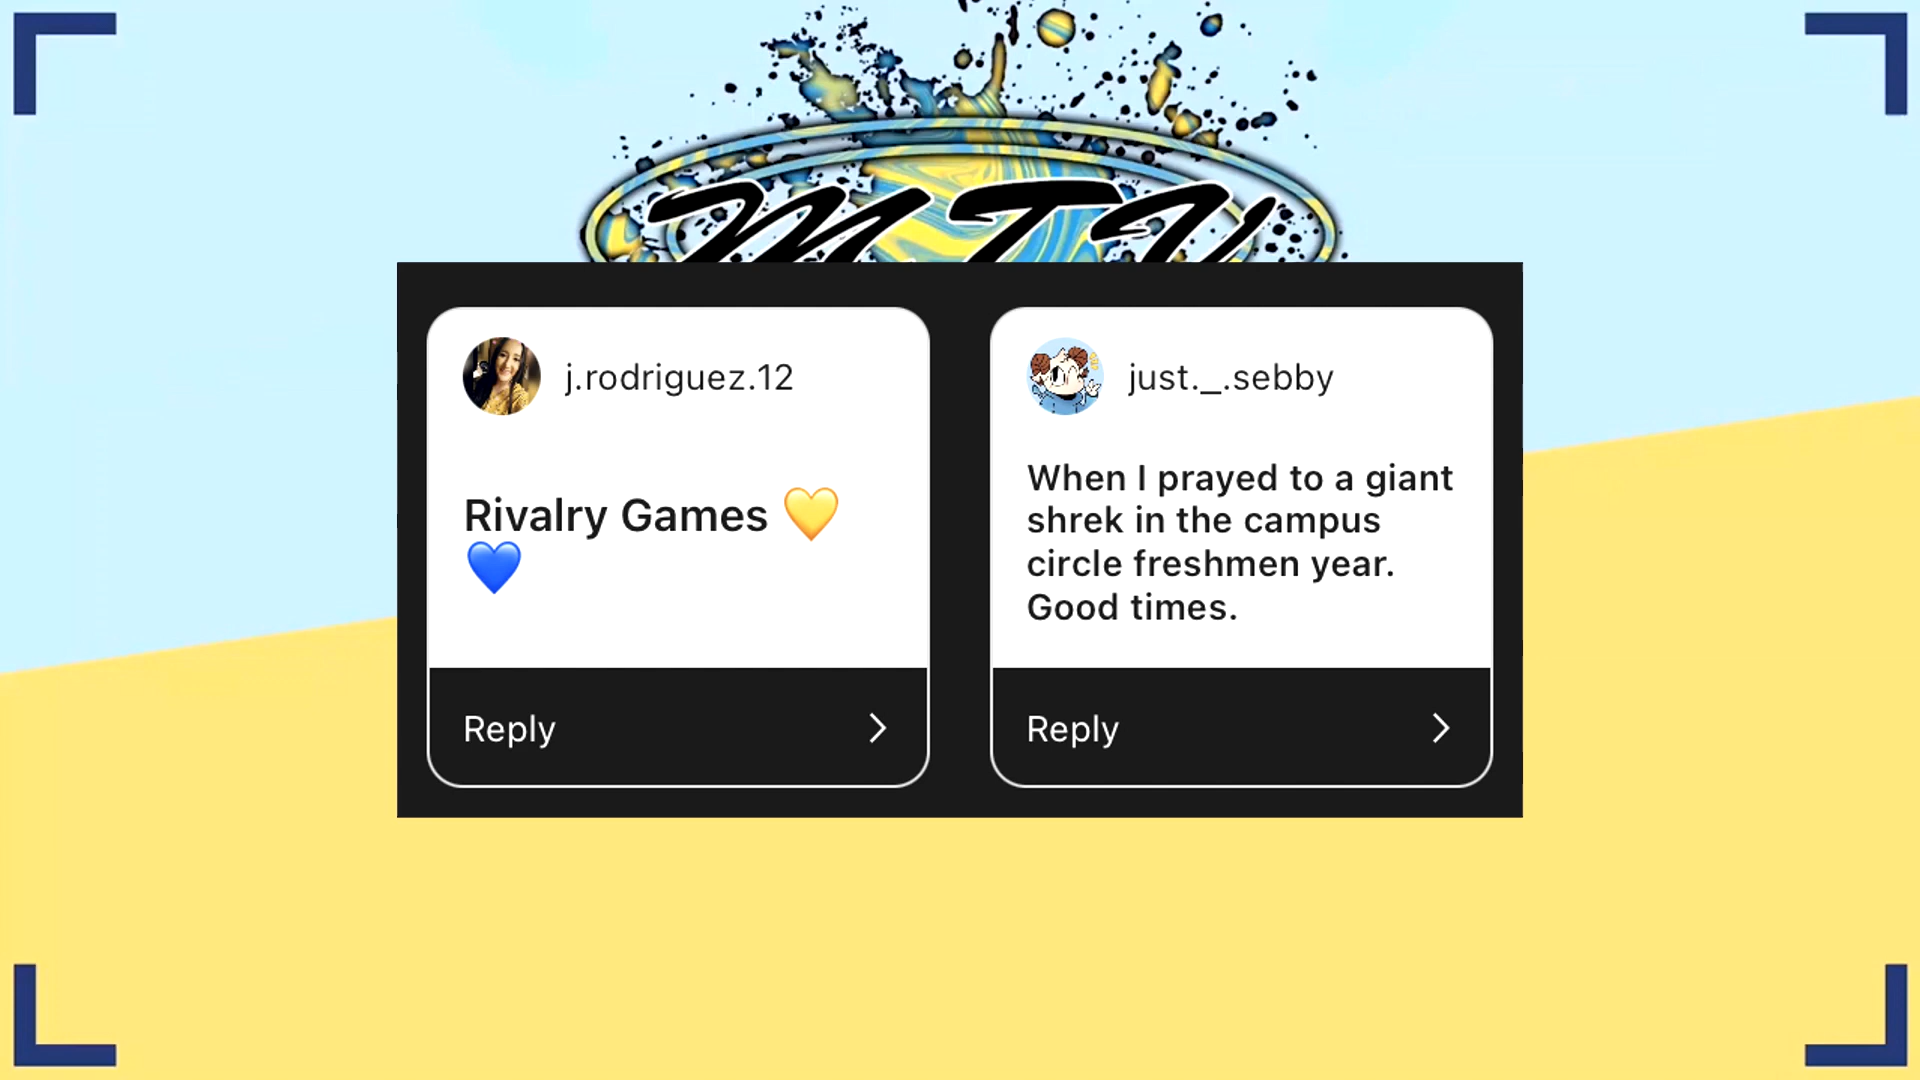 MTV
j.rodriguez.12
Rivalry Games 💛
💙
Reply
just._.sebby
When I prayed to a giant
shrek in the campus
circle freshmen year.
Good times.
Reply